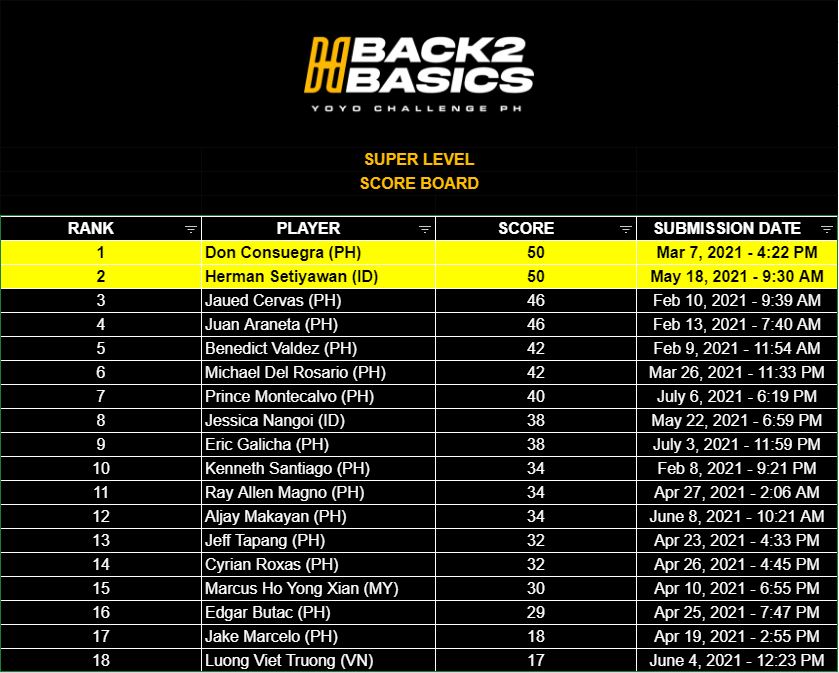 BACK2
BASICS
YOYO CHALLENGE PH
SUPER LEVEL
SCORE BOARD
RANK PLAYER SCORE SUBMISSION DATE
1 Don Consuegra (PH) 50 Mar 7, 2021 - 4:22 PM
2 Herman Setiyawan (ID) 50 May 18, 2021 - 9:30 AM
3 Jaued Cervas (PH) 46 Feb 10, 2021 - 9:39 AM
4 Juan Araneta (PH) 46 Feb 13, 2021 - 7:40 AM
5 Benedict Valdez (PH) 42 Feb 9, 2021 - 11:54 AM
6 Michael Del Rosario (PH) 42 Mar 26, 2021 - 11:33 PM
7 Prince Montecalvo (PH) 40 July 6, 2021 - 6:19 PM
8 Jessica Nangoi (ID) 38 May 22, 2021 - 6:59 PM
9 Eric Galicha (PH) 38 July 3, 2021 - 11:59 PM
10 Kenneth Santiago (PH) 34 Feb 8, 2021 - 9:21 PM
11 Ray Allen Magno (PH) 34 Apr 27, 2021 - 2:06 AM
12 Aljay Makayan (PH) 34 June 8, 2021 - 10:21 AM
13 Jeff Tapang (PH) 32 Apr 23, 2021 - 4:33 PM
14 Cyrian Roxas (PH) 32 Apr 26, 2021 - 4:45 PM
15 Marcus Ho Yong Xian (MY) 30 Apr 10, 2021 - 6:55 PM
16 Edgar Butac (PH) 29 Apr 25, 2021 - 7:47 PM
17 Jake Marcelo (PH) 18 Apr 19, 2021 - 2:55 PM
18 Luong Viet Truong (VN) 17 June 4, 2021 - 12:23 PM